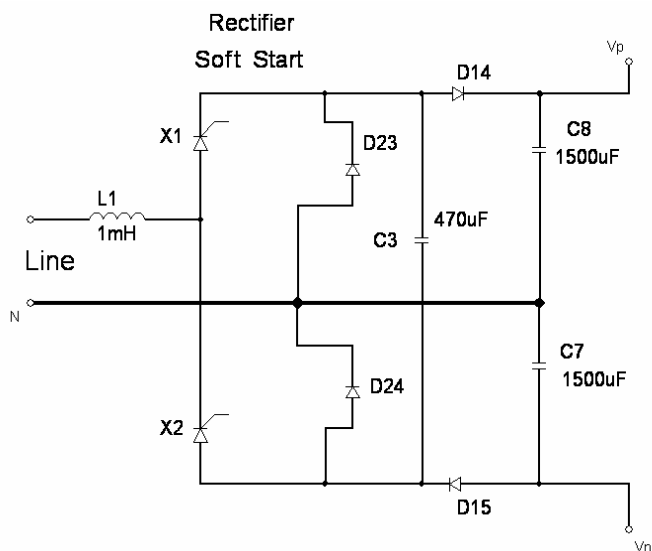 Rectifier
Soft Start
Vp
D14
X1
D23
C8
1500uF
L1
1mH
470uF
C3
Line
N
C7
1500uF
D24
X2
D15
Vn